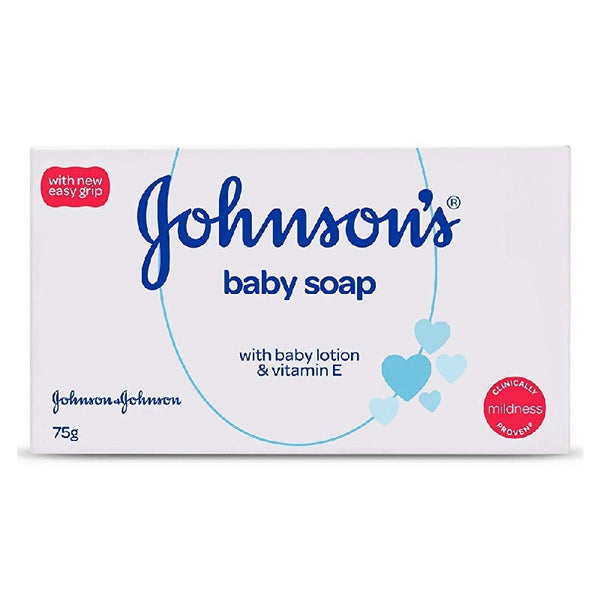 with new
easy grip
Johnson's®
baby soap
with baby lotion
& vitamin E
Johnson & Johnson
75g
CLINICALLY
mildness
PROVEN*